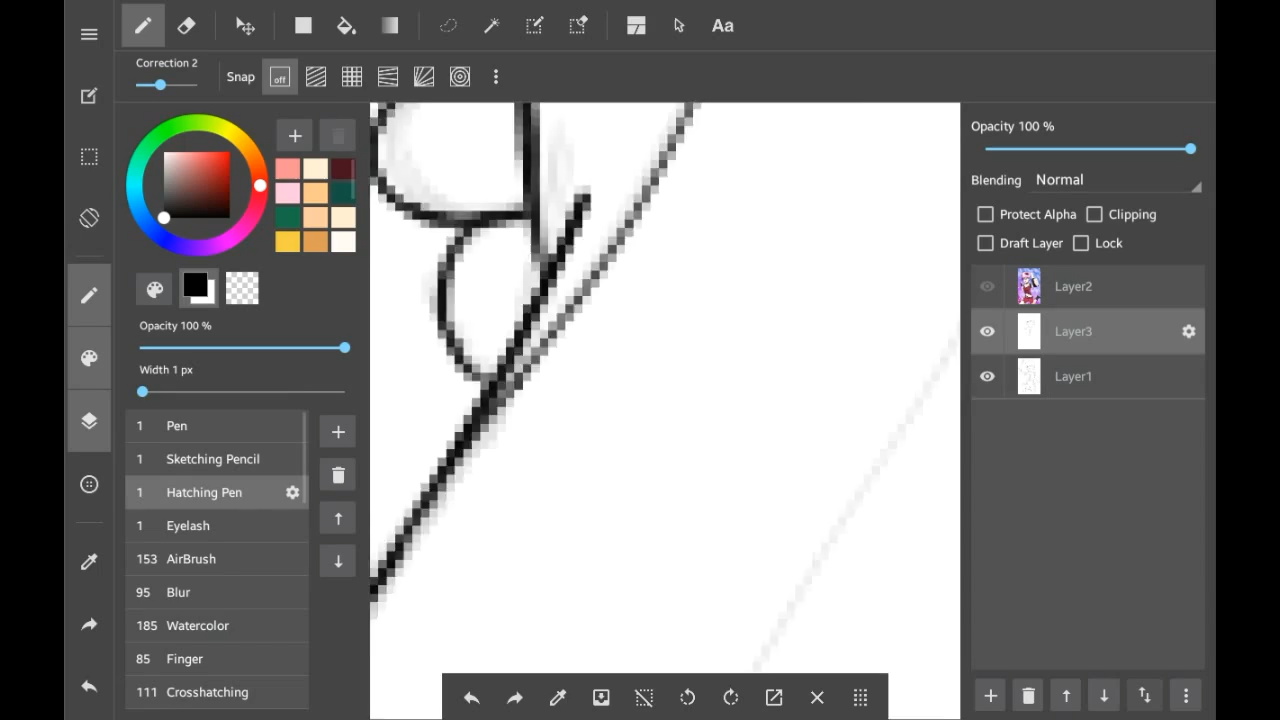 Aa
Correction 2
Snap
off
Opacity 100 %
Width 1 px
1 Pen
1 Sketching Pencil
1 Hatching Pen
1 Eyelash
153 AirBrush
95 Blur
185 Watercolor
85 Finger
111 Crosshatching
Opacity 100 %
Blending Normal
Protect Alpha Clipping
Draft Layer Lock
Layer2
Layer3
Layer1